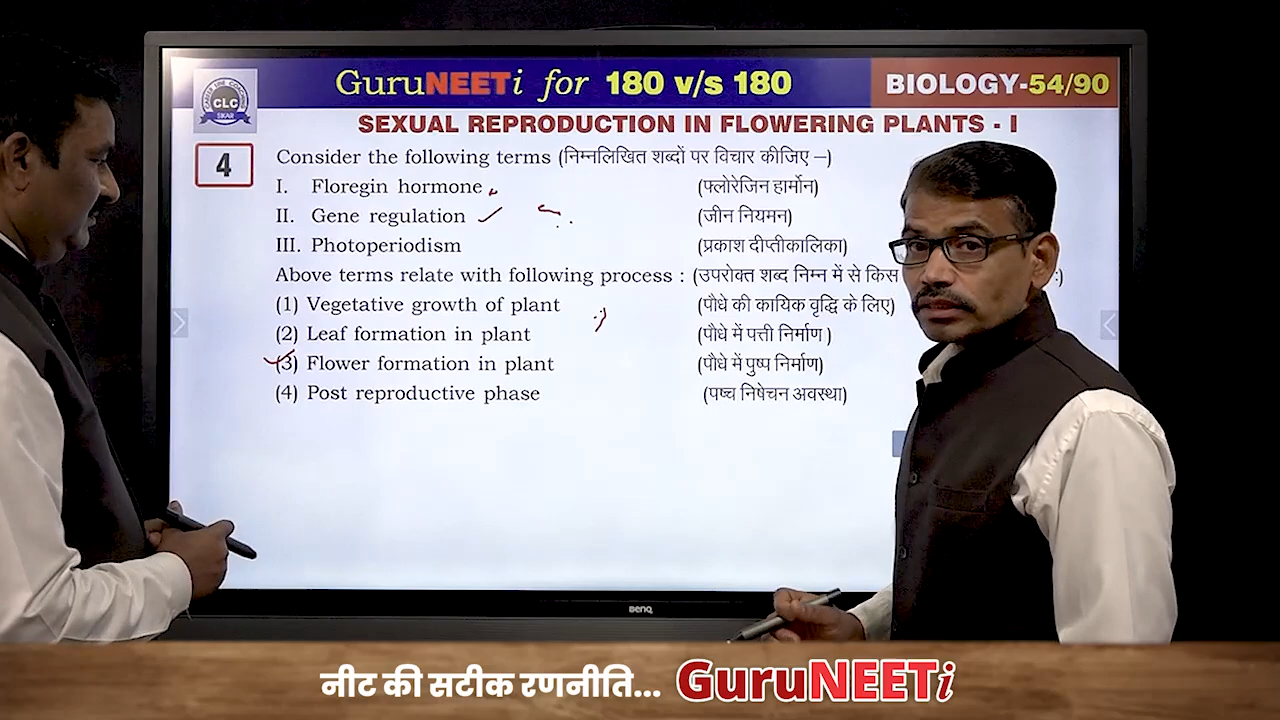 GuruNEETi for 180 v/s 180
BIOLOGY-54/90
CLC
SIKAR
SEXUAL REPRODUCTION IN FLOWERING PLANTS - I
4
Consider the following terms (निम्नलिखित शब्दों पर विचार कीजिए –)
I. Floregin hormone (फ्लोरेजिन हार्मोन)
II. Gene regulation (जीन नियमन)
III. Photoperiodism (प्रकाश दीप्तीकालिका)
Above terms relate with following process : (उपरोक्त शब्द निम्न में से किस :)
(1) Vegetative growth of plant (पौधे की कायिक वृद्धि के लिए)
(2) Leaf formation in plant (पौधे में पत्ती निर्माण )
(3) Flower formation in plant (पौधे में पुष्प निर्माण)
(4) Post reproductive phase (पष्च निषेचन अवस्था)
BenQ
नीट की सटीक रणनीति... GuruNEETi